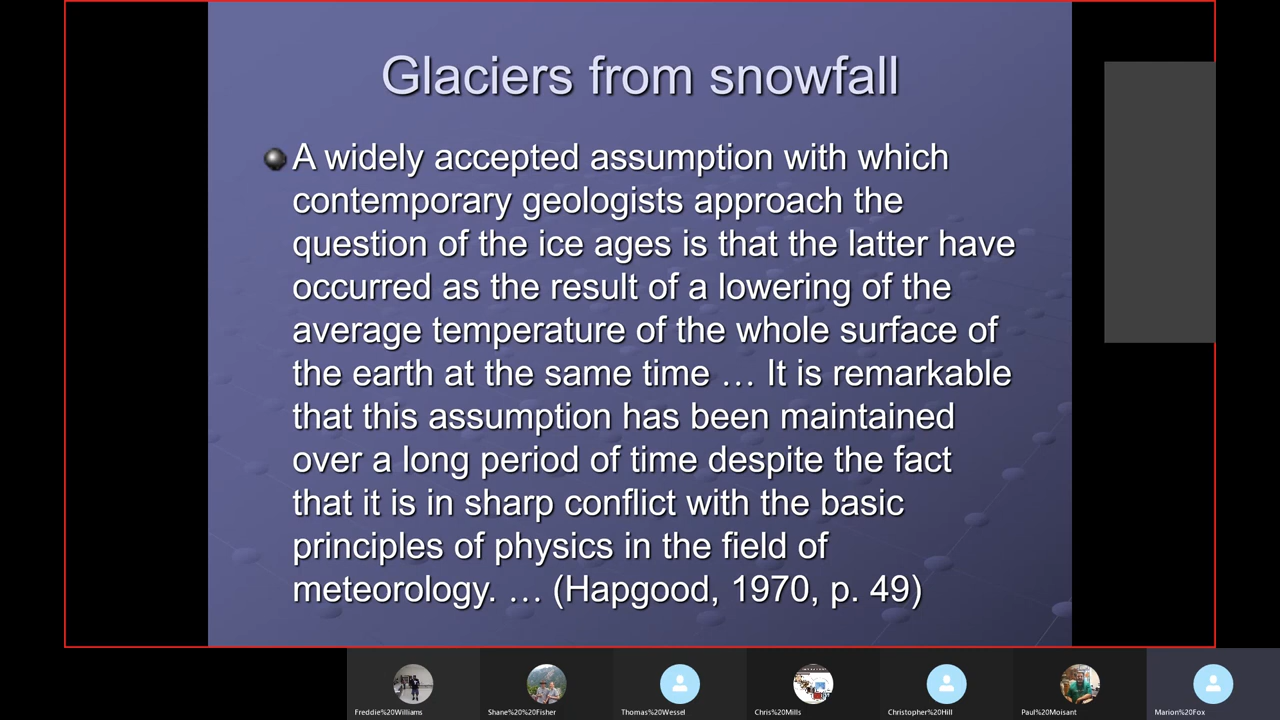 Glaciers from snowfall
A widely accepted assumption with which
contemporary geologists approach the
question of the ice ages is that the latter have
occurred as the result of a lowering of the
average temperature of the whole surface of
the earth at the same time … It is remarkable
that this assumption has been maintained
over a long period of time despite the fact
that it is in sharp conflict with the basic
principles of physics in the field of
meteorology. … (Hapgood, 1970, p. 49)
Freddie%20Williams
Shane%20%20Fisher
Thomas%20Wessel
Chris%20Mills
Christopher%20Hill
Paul%20Moisant
Marion%20Fox